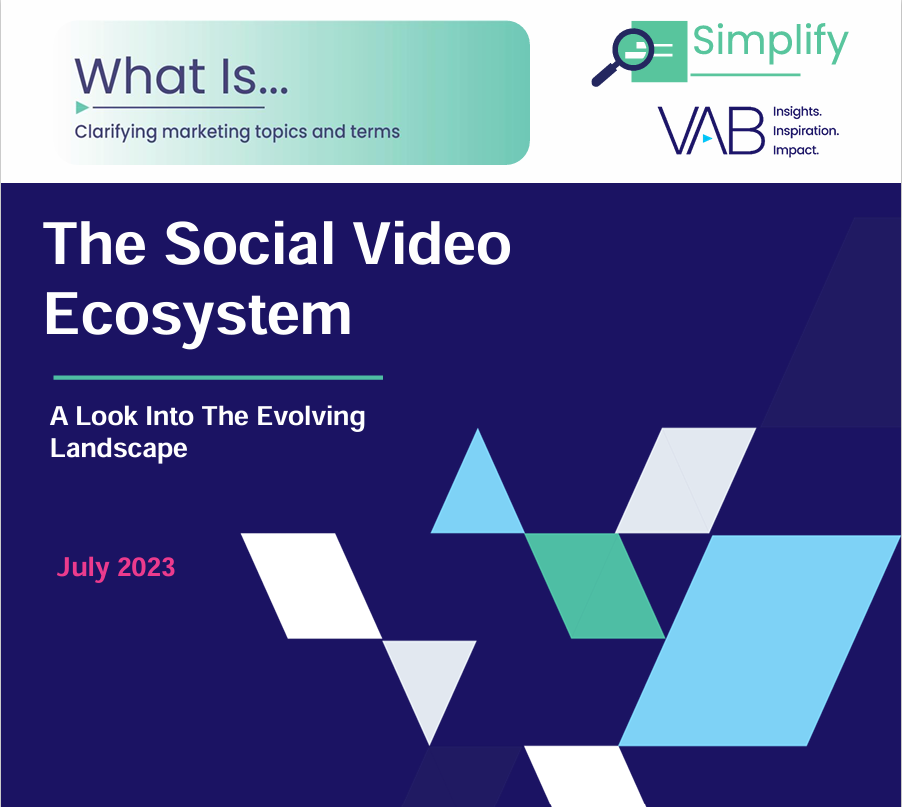 What Is...
Clarifying marketing topics and terms
Simplify
VAB
Insights.
Inspiration.
Impact.
The Social Video
Ecosystem
A Look Into The Evolving
Landscape
July 2023